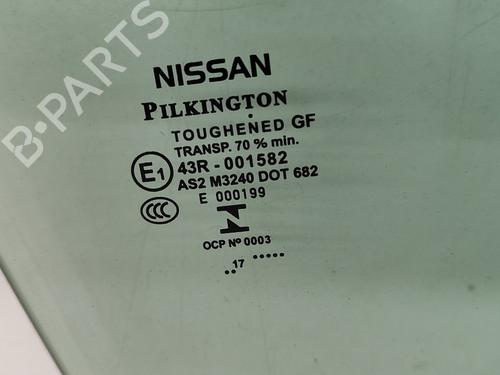 B-PARTS
NISSAN
PILKINGTON
TOUGHENED GF
TRANSP. 70 % min.
E1 43R - 001582
AS2 M3240 DOT 682
E 000199
CCC
OCP Nº 0003
.. 17 .....